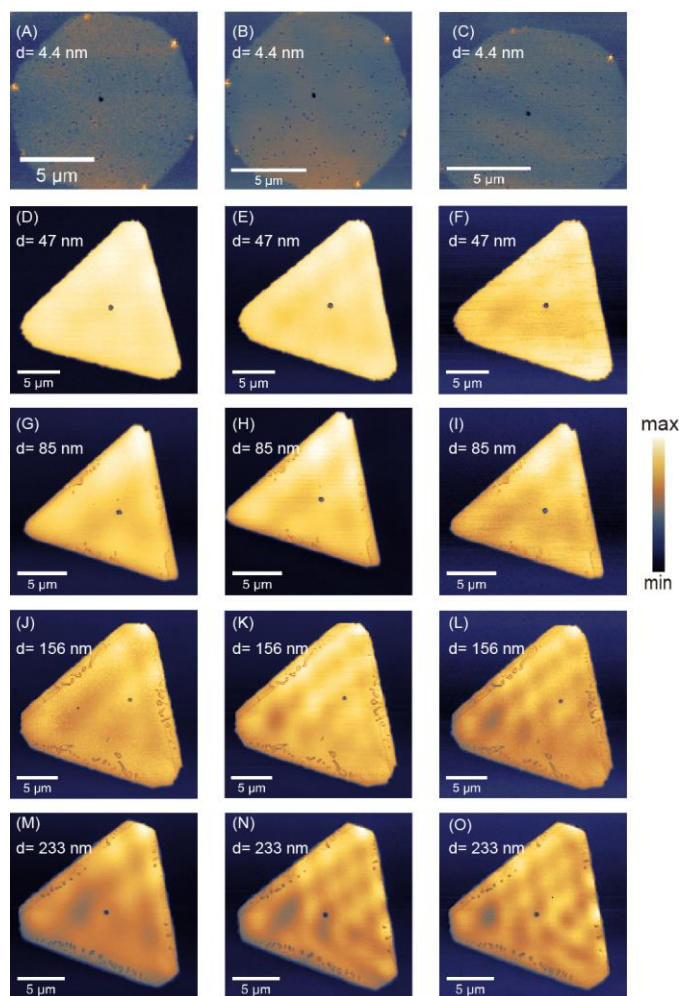 (A)
d= 4.4 nm
5 μm
(B)
d= 4.4 nm
5 μm
(C)
d= 4.4 nm
5 μm
(D)
d= 47 nm
5 μm
(E)
d= 47 nm
5 μm
(F)
d= 47 nm
5 μm
(G)
d= 85 nm
5 μm
(H)
d= 85 nm
5 μm
(I)
d= 85 nm
5 μm
max
min
(J)
d= 156 nm
5 μm
(K)
d= 156 nm
5 μm
(L)
d= 156 nm
5 μm
(M)
d= 233 nm
5 μm
(N)
d= 233 nm
5 μm
(O)
d= 233 nm
5 μm